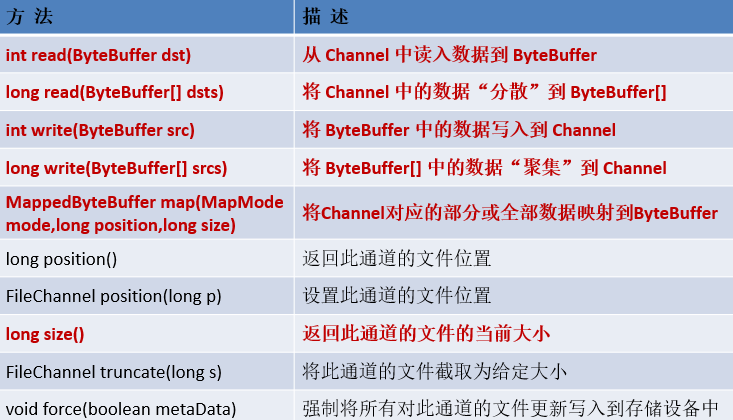 方 法 描 述
int read(ByteBuffer dst) 从 Channel 中读入数据到 ByteBuffer
long read(ByteBuffer[] dsts) 将 Channel 中的数据“分散”到 ByteBuffer[]
int write(ByteBuffer src) 将 ByteBuffer 中的数据写入到 Channel
long write(ByteBuffer[] srcs) 将 ByteBuffer[] 中的数据“聚集”到 Channel
MappedByteBuffer map(MapMode
mode,long position,long size) 将Channel对应的部分或全部数据映射到ByteBuffer
long position() 返回此通道的文件位置
FileChannel position(long p) 设置此通道的文件位置
long size() 返回此通道的文件的当前大小
FileChannel truncate(long s) 将此通道的文件截取为给定大小
void force(boolean metaData) 强制将所有对此通道的文件更新写入到存储设备中